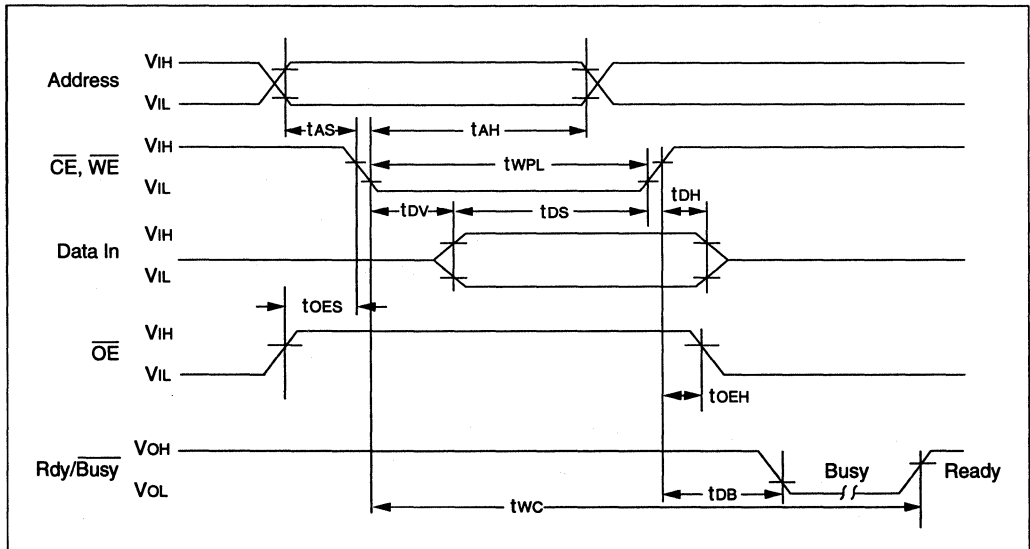 Address
VIH
VIL
tAS
tAH
CE, WE
VIH
VIL
tWPL
tDV
tDS
tDH
Data In
VIH
VIL
tOES
OE
VIH
VIL
tOEH
Rdy/Busy
VOH
VOL
tDB
Busy
Ready
tWC